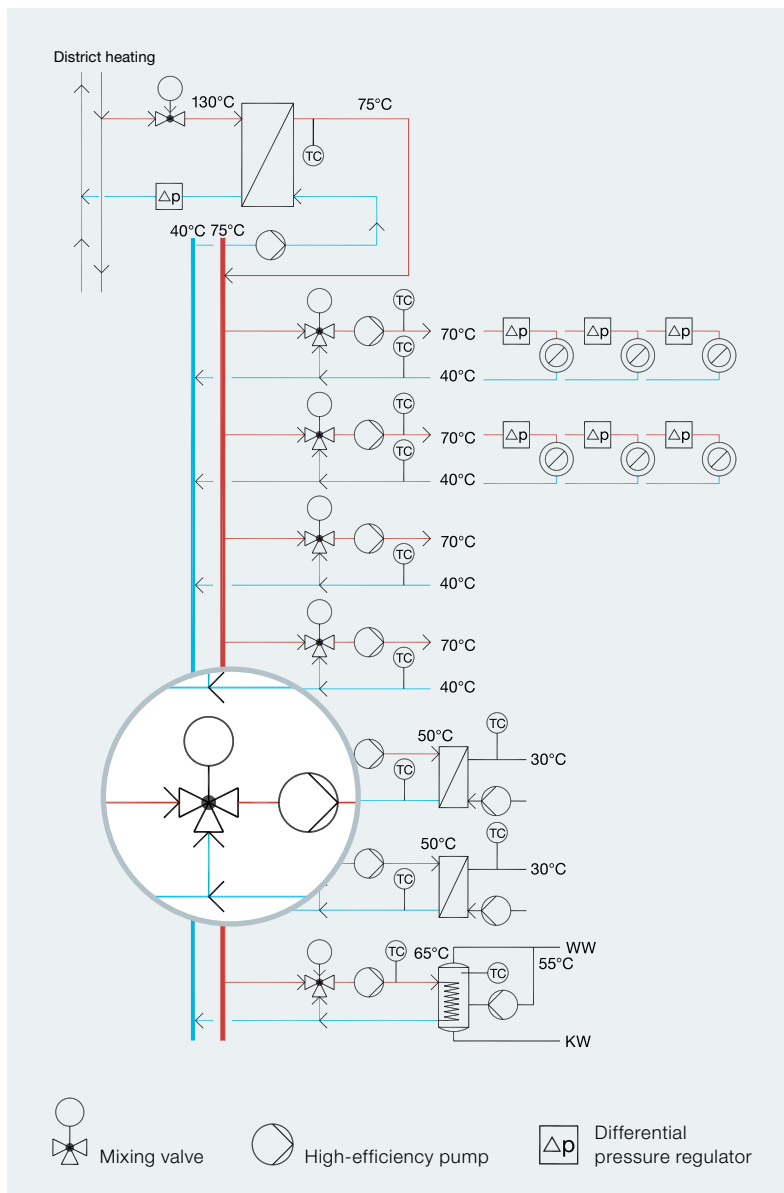 District heating
130°C
75°C
TC
Δp
40°C 75°C
TC
70°C
Δp Δp Δp
TC
40°C
TC
70°C
Δp Δp Δp
TC
40°C
70°C
TC
40°C
70°C
TC
40°C
TC
50°C
30°C
TC
TC
50°C
30°C
TC
TC
65°C
WW
55°C
TC
KW
Mixing valve
High-efficiency pump
Δp
Differential
pressure regulator